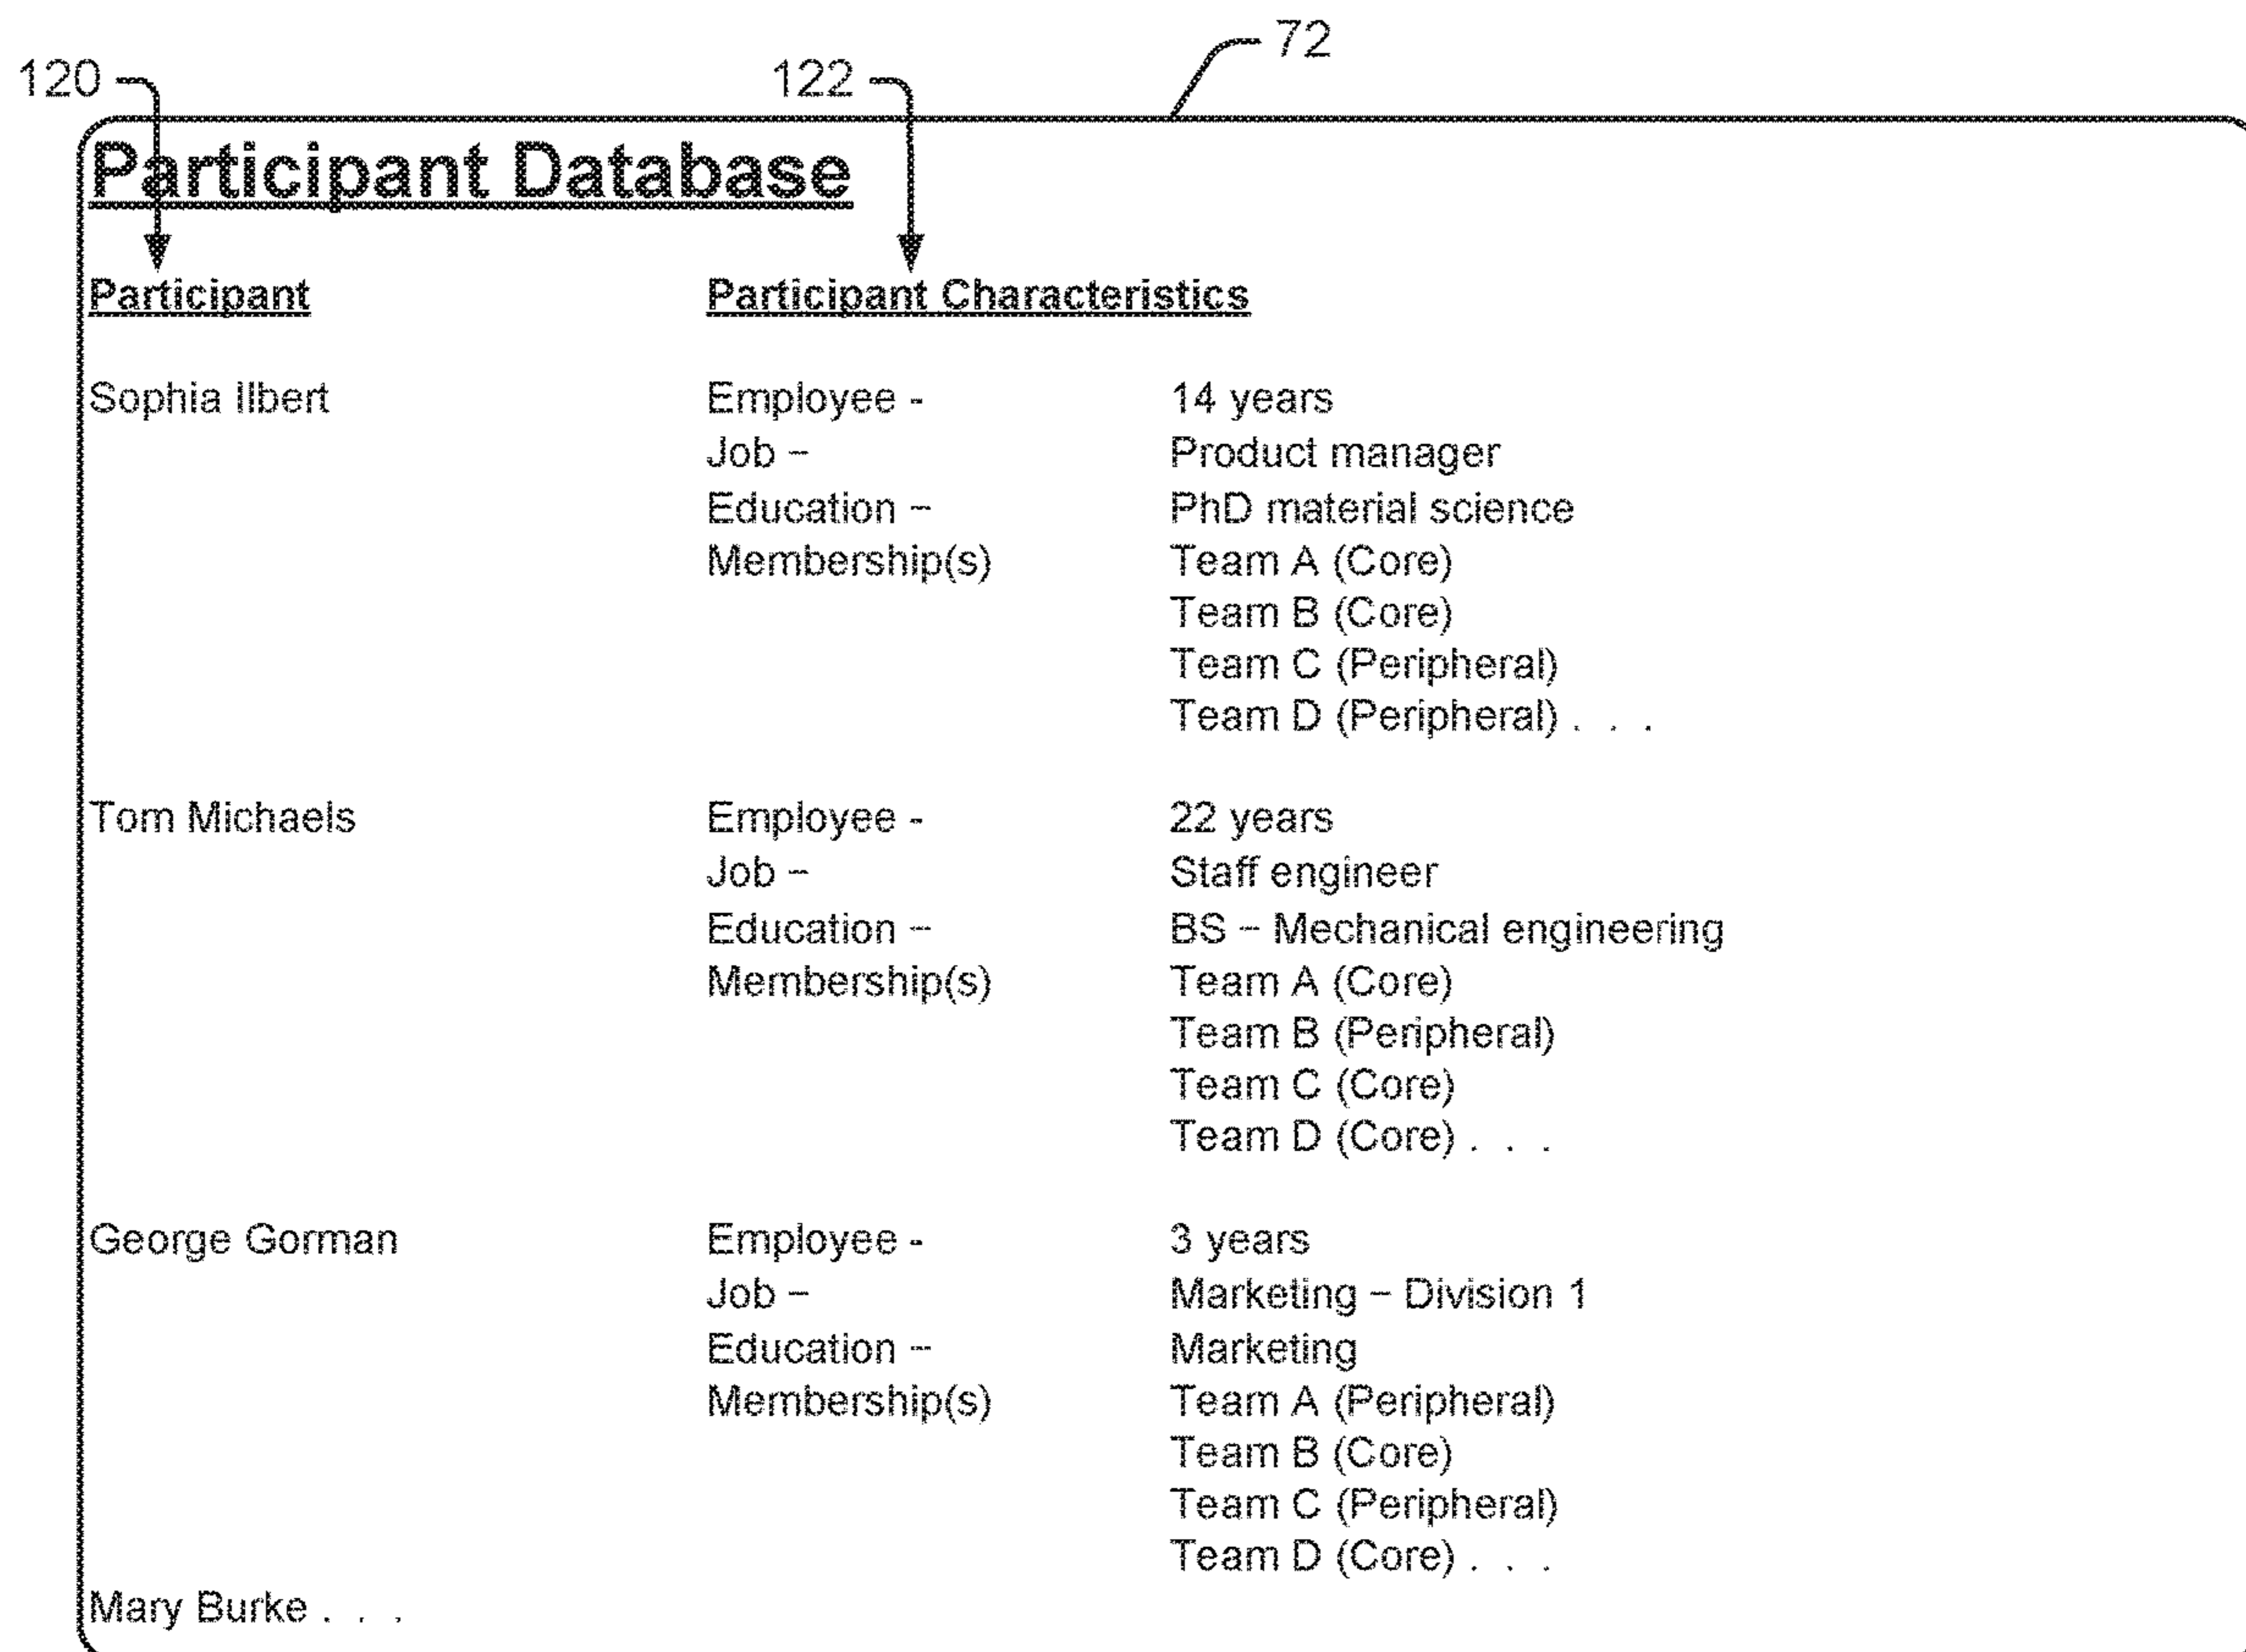 72
120
122
Participant Database
Participant Participant Characteristics
Sophia Ilbert Employee - 14 years
Job – Product manager
Education – PhD material science
Membership(s) Team A (Core)
Team B (Core)
Team C (Peripheral)
Team D (Peripheral) . . .
Tom Michaels Employee - 22 years
Job – Staff engineer
Education – BS – Mechanical engineering
Membership(s) Team A (Core)
Team B (Peripheral)
Team C (Core)
Team D (Core) . . .
George Gorman Employee - 3 years
Job – Marketing – Division 1
Education – Marketing
Membership(s) Team A (Peripheral)
Team B (Core)
Team C (Peripheral)
Team D (Core) . . .
Mary Burke . . .